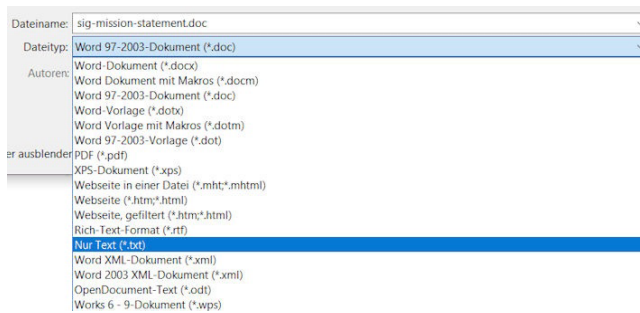 Dateiname: sig-mission-statement.doc
Dateityp: Word 97-2003-Dokument (*.doc)
Autoren:
Word-Dokument (*.docx)
Word Dokument mit Makros (*.docm)
Word 97-2003-Dokument (*.doc)
Word-Vorlage (*.dotx)
Word Vorlage mit Makros (*.dotm)
Word 97-2003-Vorlage (*.dot)
er ausblenden
PDF (*.pdf)
XPS-Dokument (*.xps)
Webseite in einer Datei (*.mht;*.mhtml)
Webseite (*.htm;*.html)
Webseite, gefiltert (*.htm;*.html)
Rich-Text-Format (*.rtf)
Nur Text (*.txt)
Word XML-Dokument (*.xml)
Word 2003 XML-Dokument (*.xml)
OpenDocument-Text (*.odt)
Works 6 - 9-Dokument (*.wps)